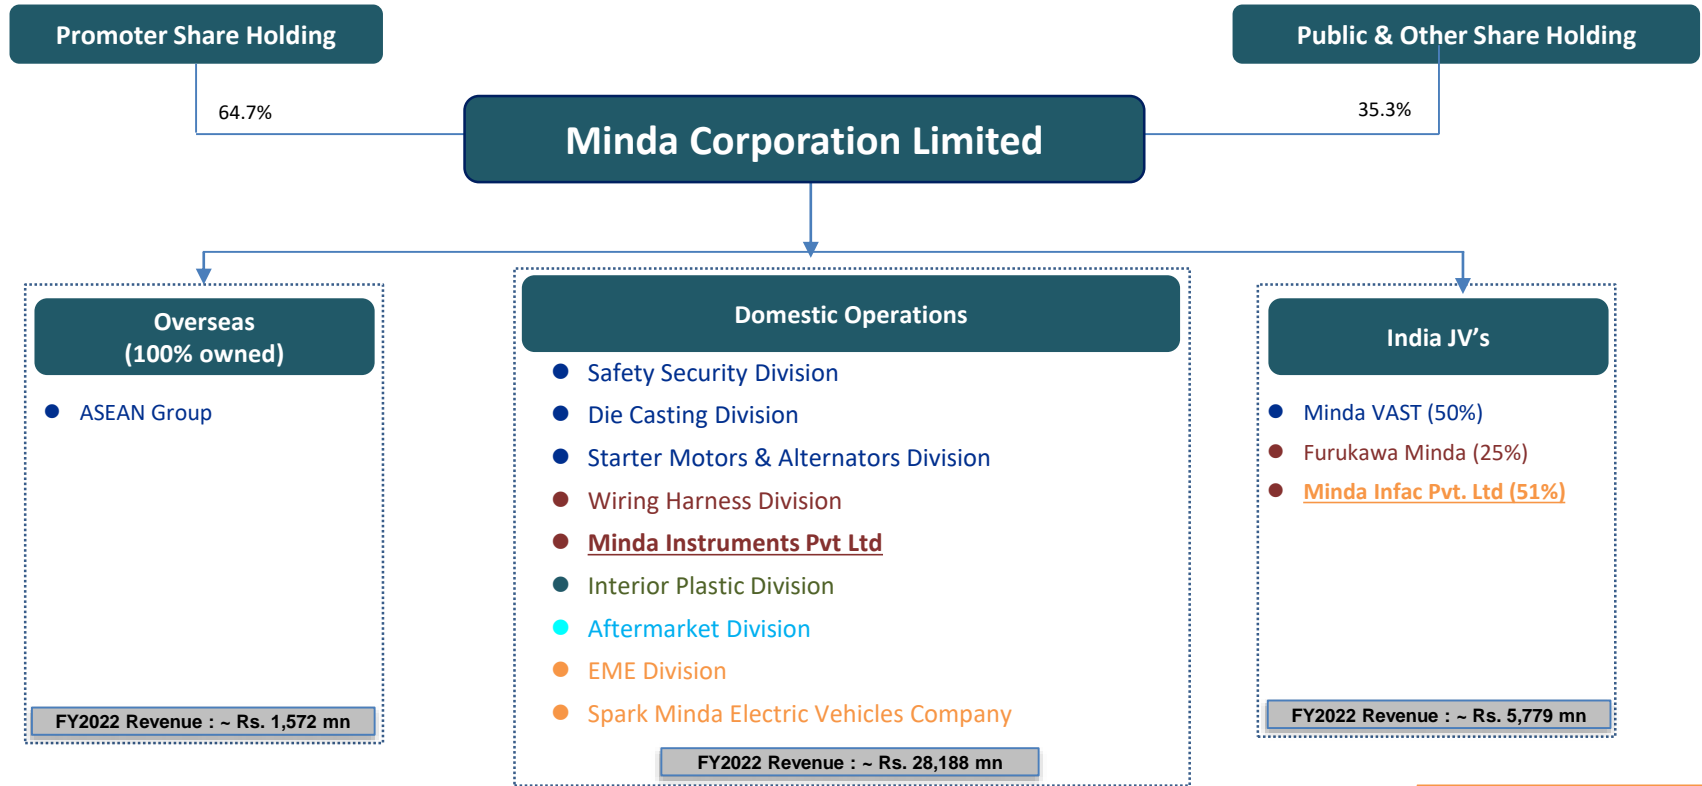 Promoter Share Holding
Public & Other Share Holding
64.7%
35.3%
Minda Corporation Limited
Overseas
(100% owned)
ASEAN Group
FY2022 Revenue : ~ Rs. 1,572 mn
Domestic Operations
Safety Security Division
Die Casting Division
Starter Motors & Alternators Division
Wiring Harness Division
Minda Instruments Pvt Ltd
Interior Plastic Division
Aftermarket Division
EME Division
Spark Minda Electric Vehicles Company
FY2022 Revenue : ~ Rs. 28,188 mn
India JV's
Minda VAST (50%)
Furukawa Minda (25%)
Minda Infac Pvt. Ltd (51%)
FY2022 Revenue : ~ Rs. 5,779 mn